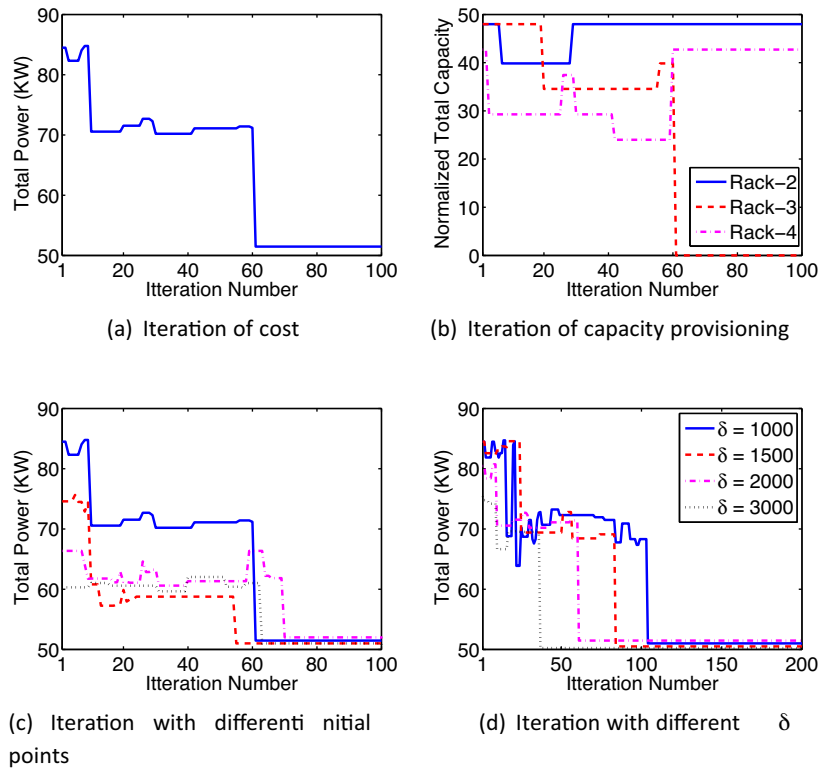 90
80
70
60
50
Total Power (KW)
1 20 40 60 80 100
Itteration Number
(a) Iteration of cost
50
40
30
20
10
0
Normalized Total Capacity
Rack-2
Rack-3
Rack-4
1 20 40 60 80 100
Itteration Number
(b) Iteration of capacity provisioning
90
80
70
60
50
Total Power (KW)
1 20 40 60 80 100
Itteration Number
(c) Iteration with differenti nitial
points
90
80
70
60
50
Total Power (KW)
δ = 1000
δ = 1500
δ = 2000
δ = 3000
1 50 100 150 200
Itteration Number
(d) Iteration with different δ